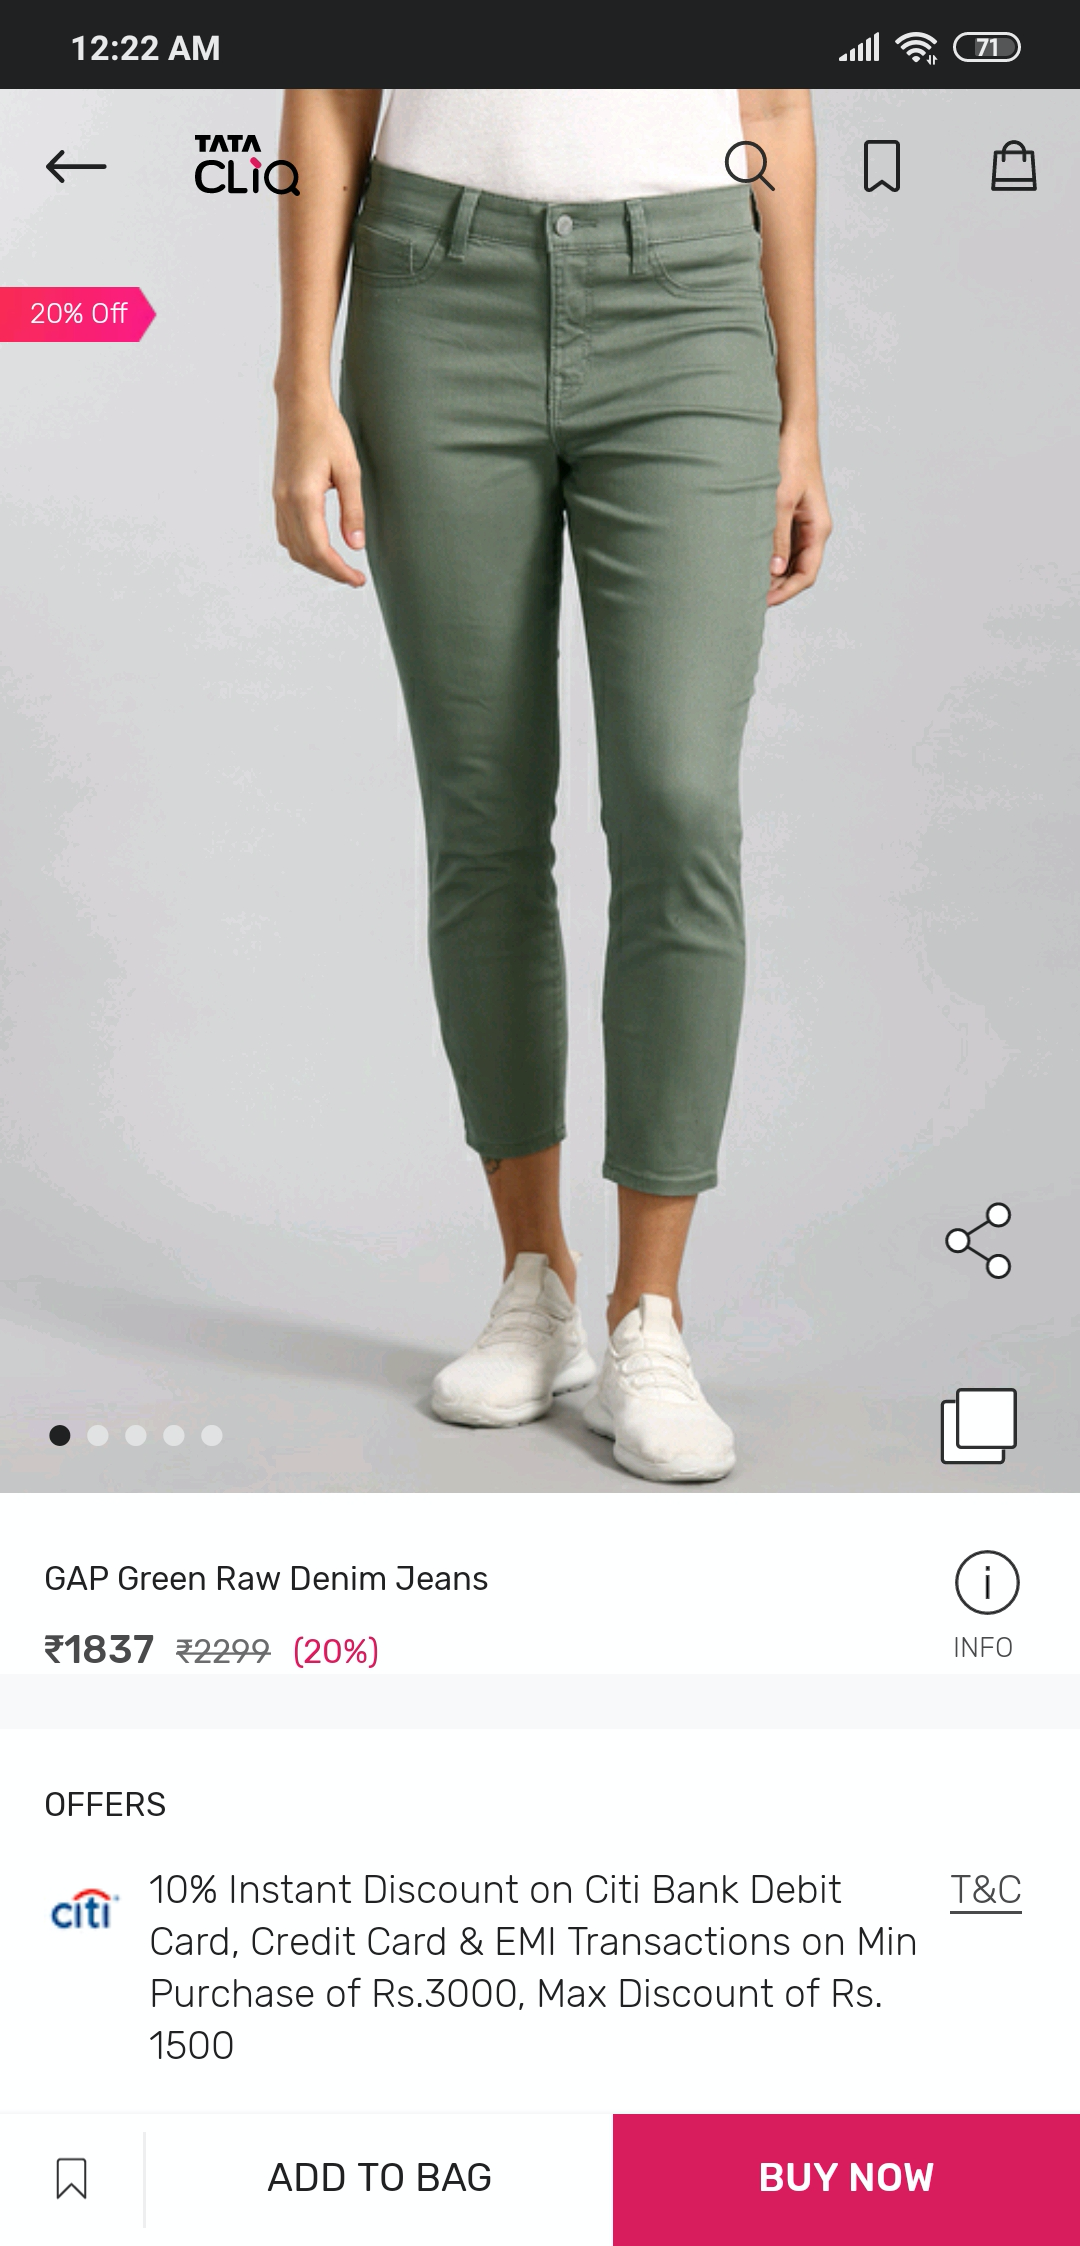 12:22 AM
71
TATA
CLiQ
20% Off
GAP Green Raw Denim Jeans
₹1837 ₹2299 (20%)
i
INFO
OFFERS
citi
10% Instant Discount on Citi Bank Debit
Card, Credit Card & EMI Transactions on Min
Purchase of Rs.3000, Max Discount of Rs.
1500
T&C
ADD TO BAG
BUY NOW